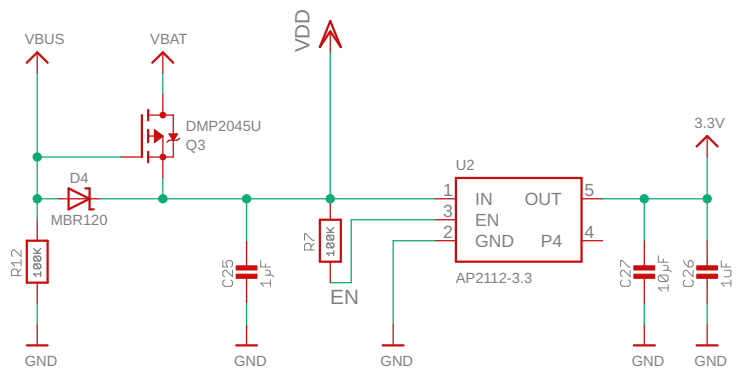 VBUS
VBAT
VDD
DMP2045U
Q3
3.3V
D4
MBR120
U2
1
IN
OUT
5
3
EN
2
GND
P4
4
AP2112-3.3
R12
100K
C25
1µF
R7
100K
EN
C27
10µF
C26
1uF
GND
GND
GND
GND
GND